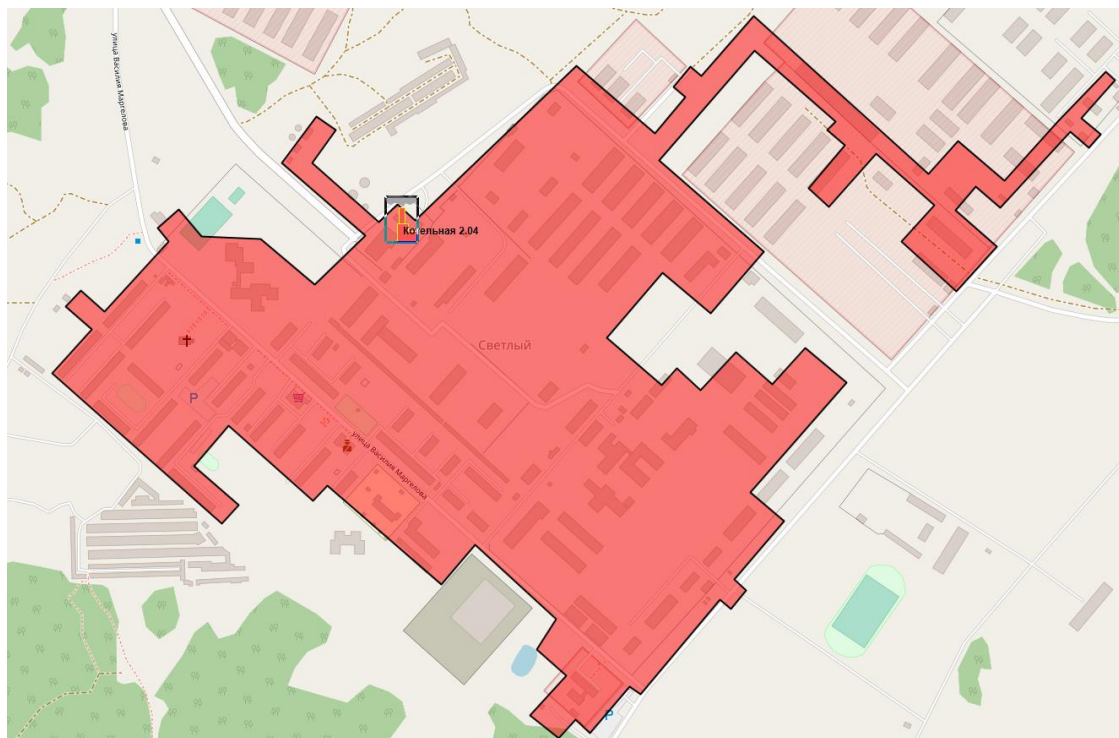 улица Василия Маргелова
Котельная 2.04
Светлый
P
улица Василия Маргелова
P